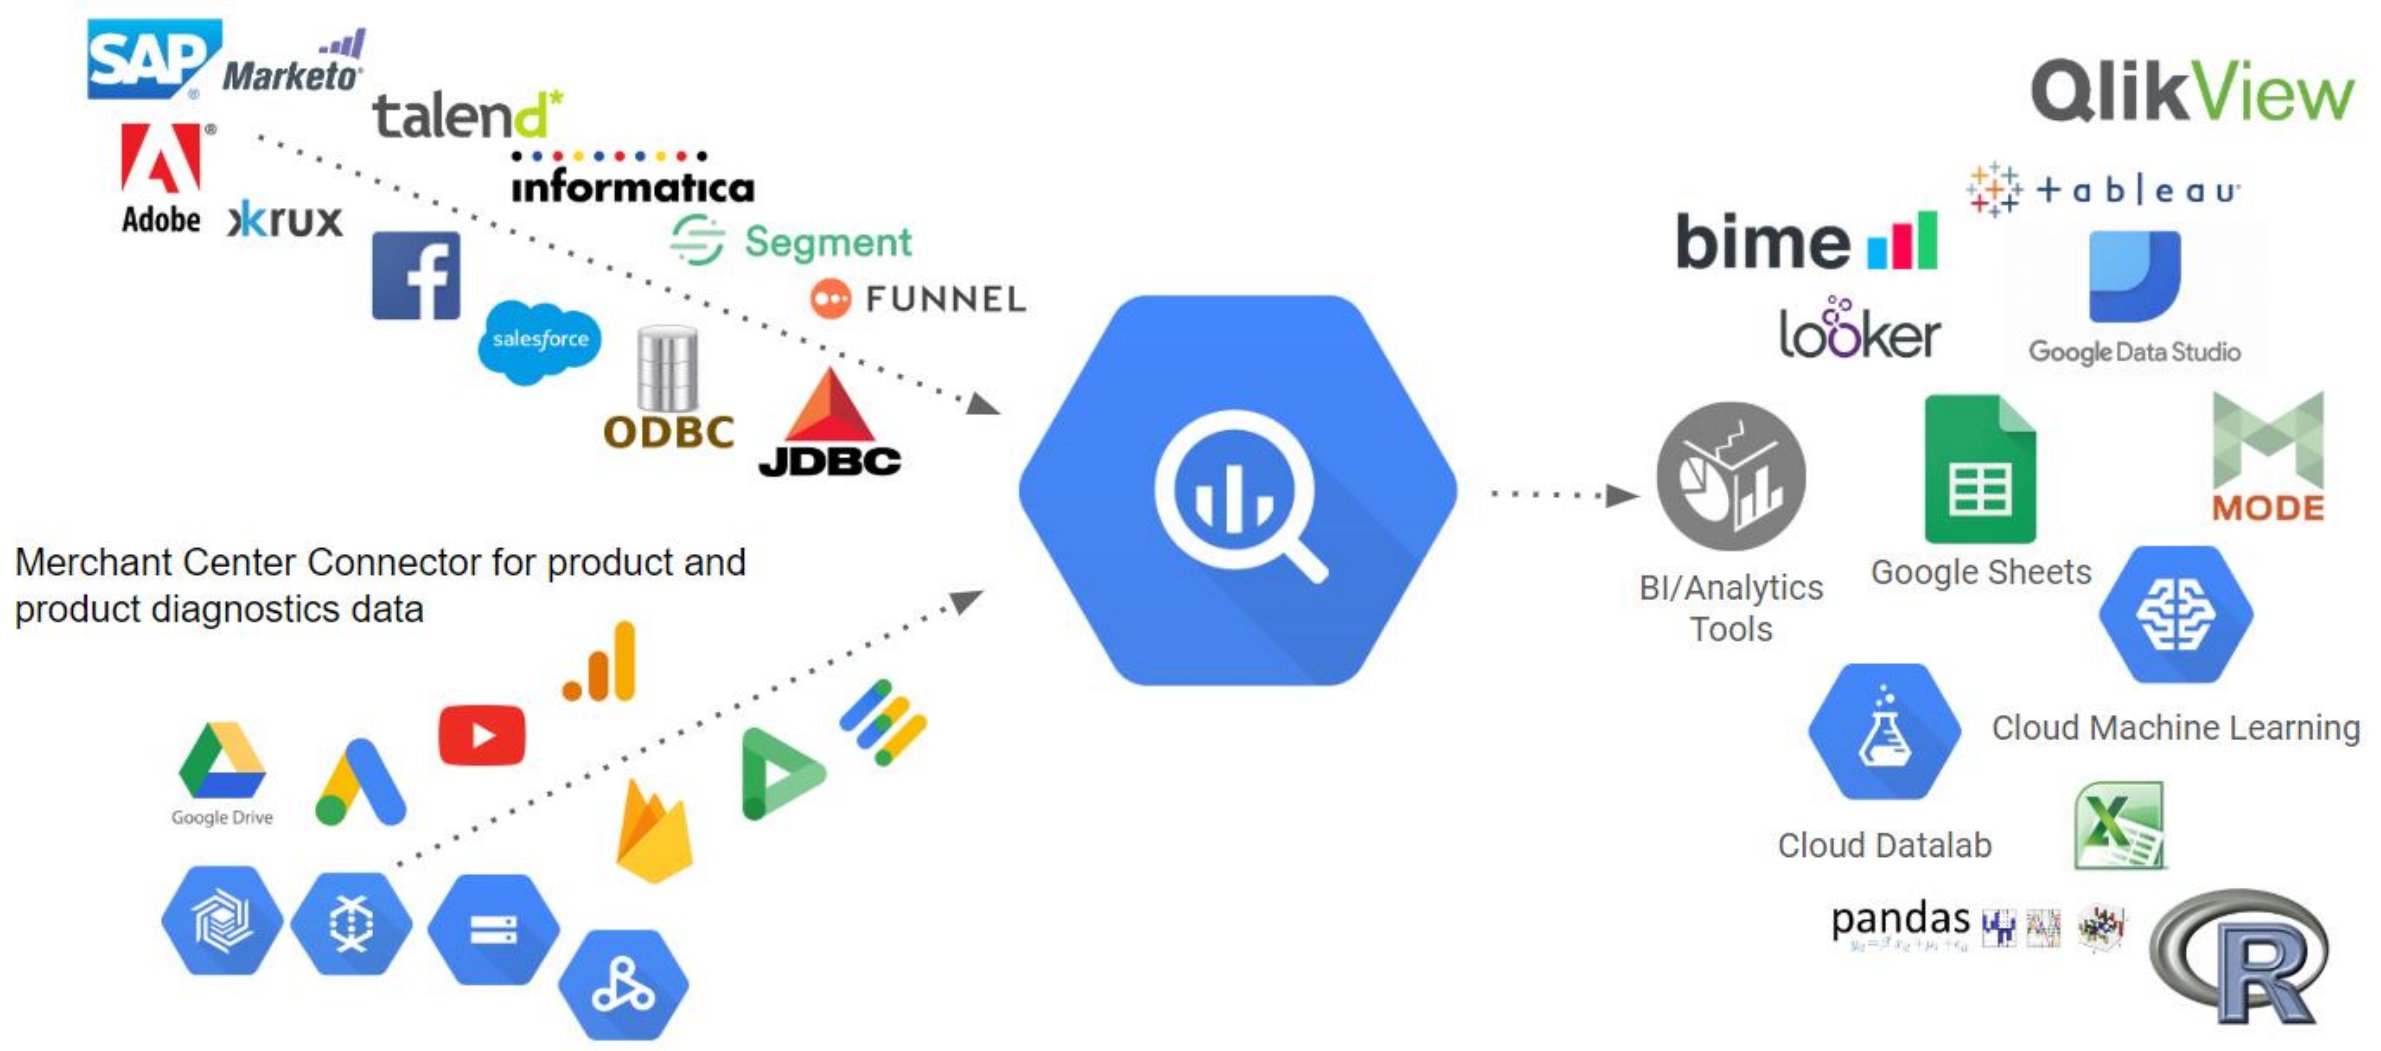 SAP
Marketo
talend*
Adobe
krux
informatica
Segment
FUNNEL
salesforce
ODBC
JDBC
Merchant Center Connector for product and
product diagnostics data
Google Drive
QlikView
+ableau
bime
looker
Google Data Studio
MODE
BI/Analytics
Tools
Google Sheets
Cloud Machine Learning
Cloud Datalab
pandas
R